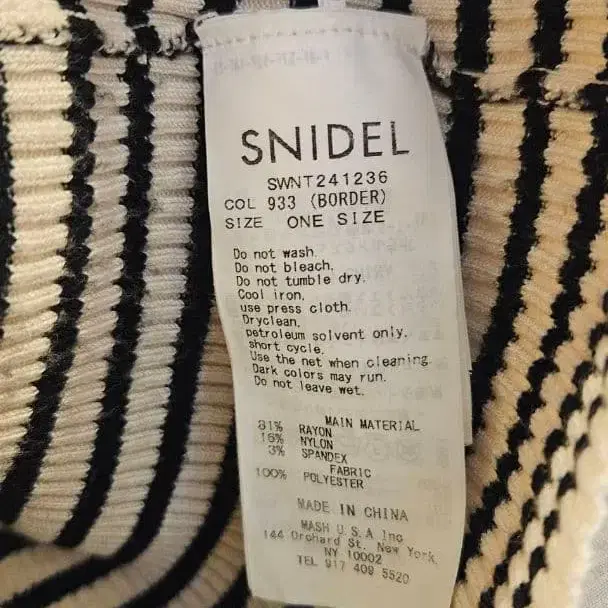 SNIDEL
SWNT241236
COL 933 (BORDER)
SIZE ONE SIZE
Do not wash.
Do not bleach.
Do not tumble dry.
Cool iron,
use press cloth.
Dryclean,
petroleum solvent only.
short cycle.
Use the net when cleaning.
Dark colors may run.
Do not leave wet.
MAIN MATERIAL
81% RAYON
16% NYLON
3% SPANDEX
FABRIC
100% POLYESTER
MADE IN CHINA
MASH U.S.A Inc
144 Orchard St. New York,
NY 10002
TEL 917 409 5520